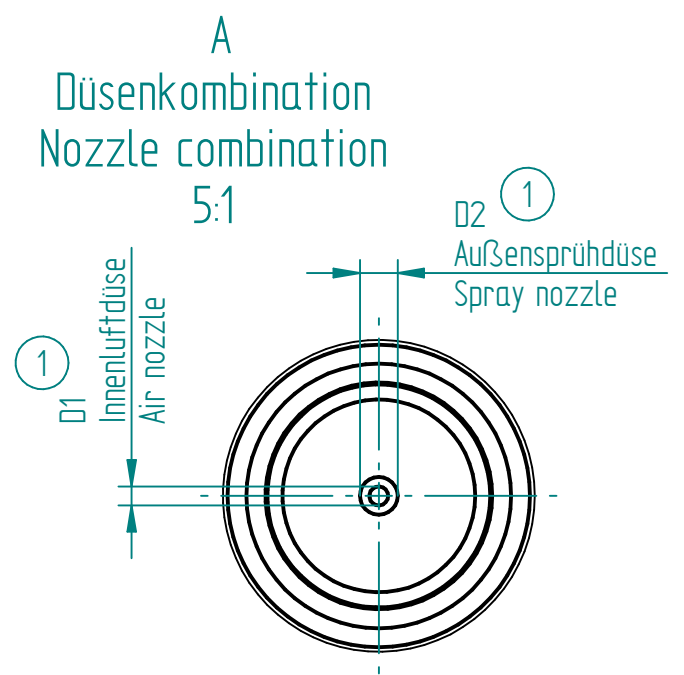 A
Düsenkombination
Nozzle combination
5:1
D2 1
Außensprühdüse
Spray nozzle
1
D1
Innenluftdüse
Air nozzle